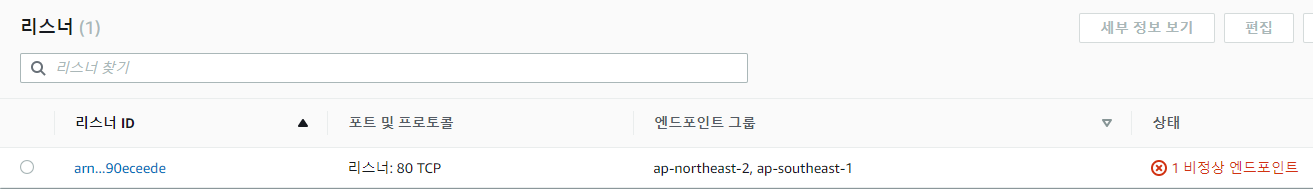 리스너 (1)
세부 정보 보기
편집
리스너 찾기
리스너 ID
포트 및 프로토콜
엔드포인트 그룹
상태
arn...90eceede
리스너: 80 TCP
ap-northeast-2, ap-southeast-1
1 비정상 엔드포인트